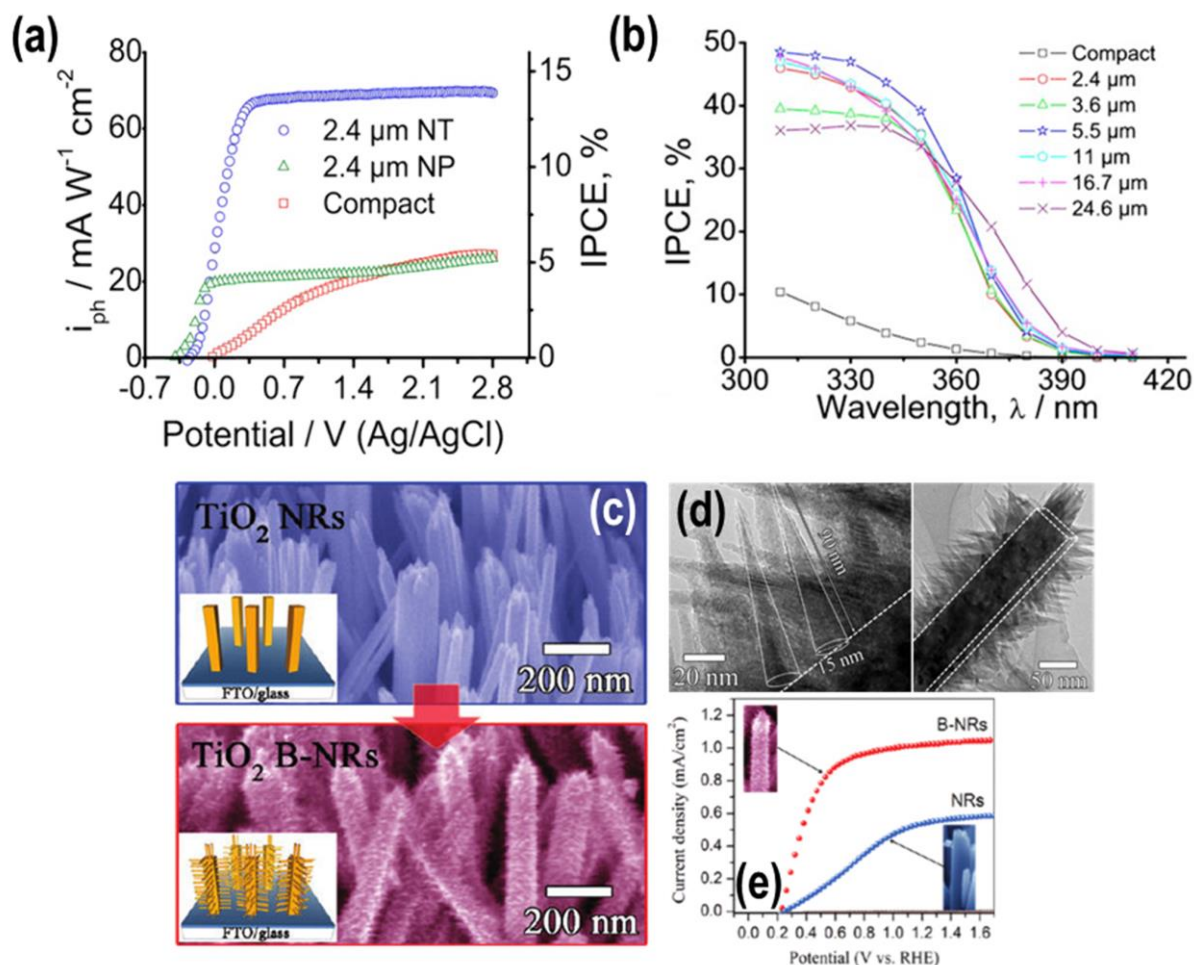 (a)
80
60
40
20
0
i_ph / mA W⁻¹ cm⁻²
15
10
5
0
IPCE, %
2.4 µm NT
2.4 µm NP
Compact
-0.7 0.0 0.7 1.4 2.1 2.8
Potential / V (Ag/AgCl)
(b)
50
40
30
20
10
0
IPCE, %
Compact
2.4 µm
3.6 µm
5.5 µm
11 µm
16.7 µm
24.6 µm
300 330 360 390 420
Wavelength, λ / nm
TiO₂ NRs
(c)
FTO/glass
200 nm
TiO₂ B-NRs
FTO/glass
200 nm
(d)
90 nm
15 nm
20 nm
50 nm
1.2
1.0
0.8
0.6
0.4
0.2
0.0
Current density (mA/cm²)
B-NRs
NRs
(e)
0.0 0.2 0.4 0.6 0.8 1.0 1.2 1.4 1.6
Potential (V vs. RHE)